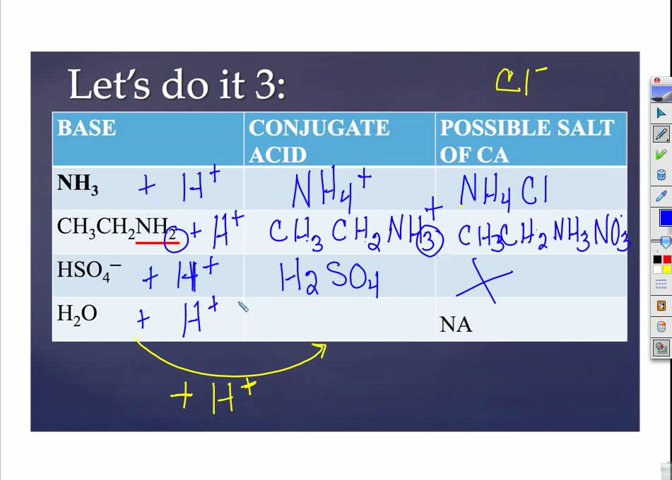 Let's do it 3:
Cl⁻
BASE CONJUGATE ACID POSSIBLE SALT OF CA
NH₃ + H⁺ NH₄⁺ NH₄Cl
CH₃CH₂NH₂ + H⁺ CH₃CH₂NH₃⁺ CH₃CH₂NH₃NO₃
HSO₄⁻ + H⁺ H₂SO₄ X
H₂O + H⁺ NA
+ H⁺